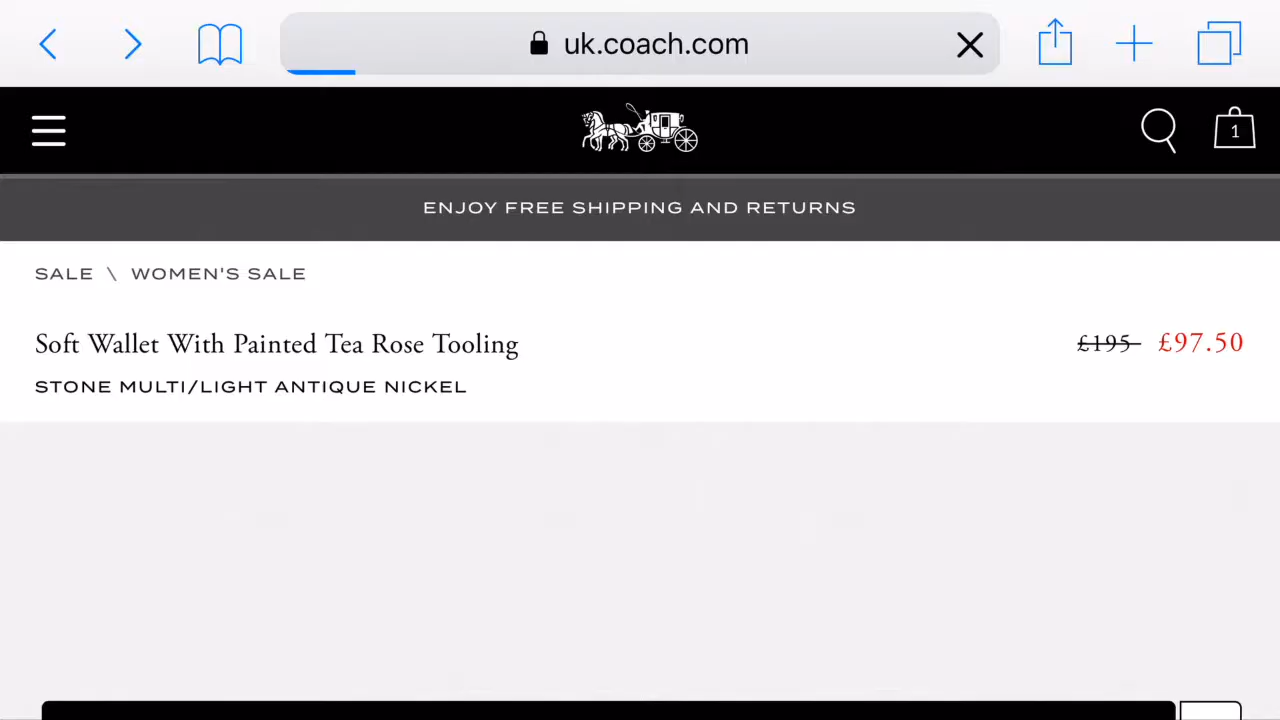 uk.coach.com
1
ENJOY FREE SHIPPING AND RETURNS
SALE \ WOMEN'S SALE
Soft Wallet With Painted Tea Rose Tooling
£195 £97.50
STONE MULTI/LIGHT ANTIQUE NICKEL